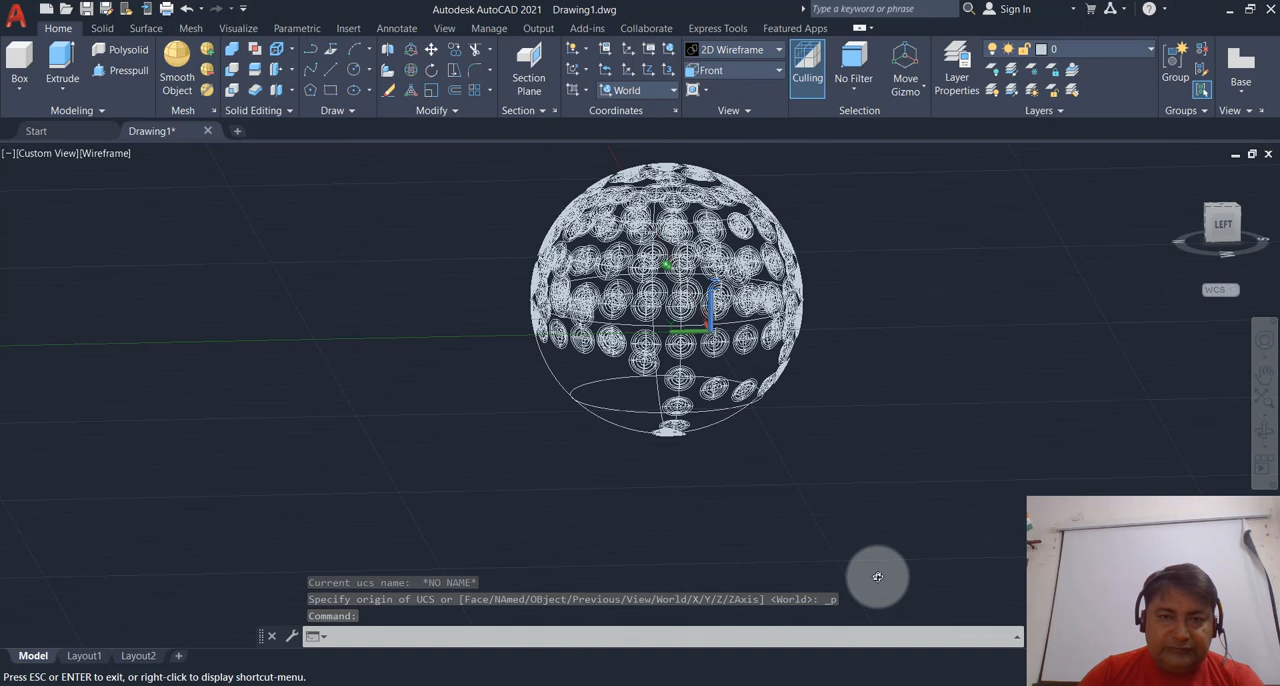 Autodesk AutoCAD 2021 Drawing1.dwg
Type a keyword or phrase
Sign In
Home Solid Surface Mesh Visualize Parametric Insert Annotate View Manage Output Add-ins Collaborate Express Tools Featured Apps
Box
Extrude
Polysolid
Presspull
Smooth
Object
Section
Plane
World
2D Wireframe
Front
Culling
No Filter
Move
Gizmo
Layer
Properties
0
Group
Base
Modeling Mesh Solid Editing Draw Modify Section Coordinates View Selection Layers Groups View
Start Drawing1*
[−][Custom View][Wireframe]
LEFT
WCS
Current ucs name: *NO NAME*
Specify origin of UCS or [Face/NAmed/OBject/Previous/View/World/X/Y/Z/ZAxis] <World>: _p
Command:
Model Layout1 Layout2
Press ESC or ENTER to exit, or right-click to display shortcut-menu.